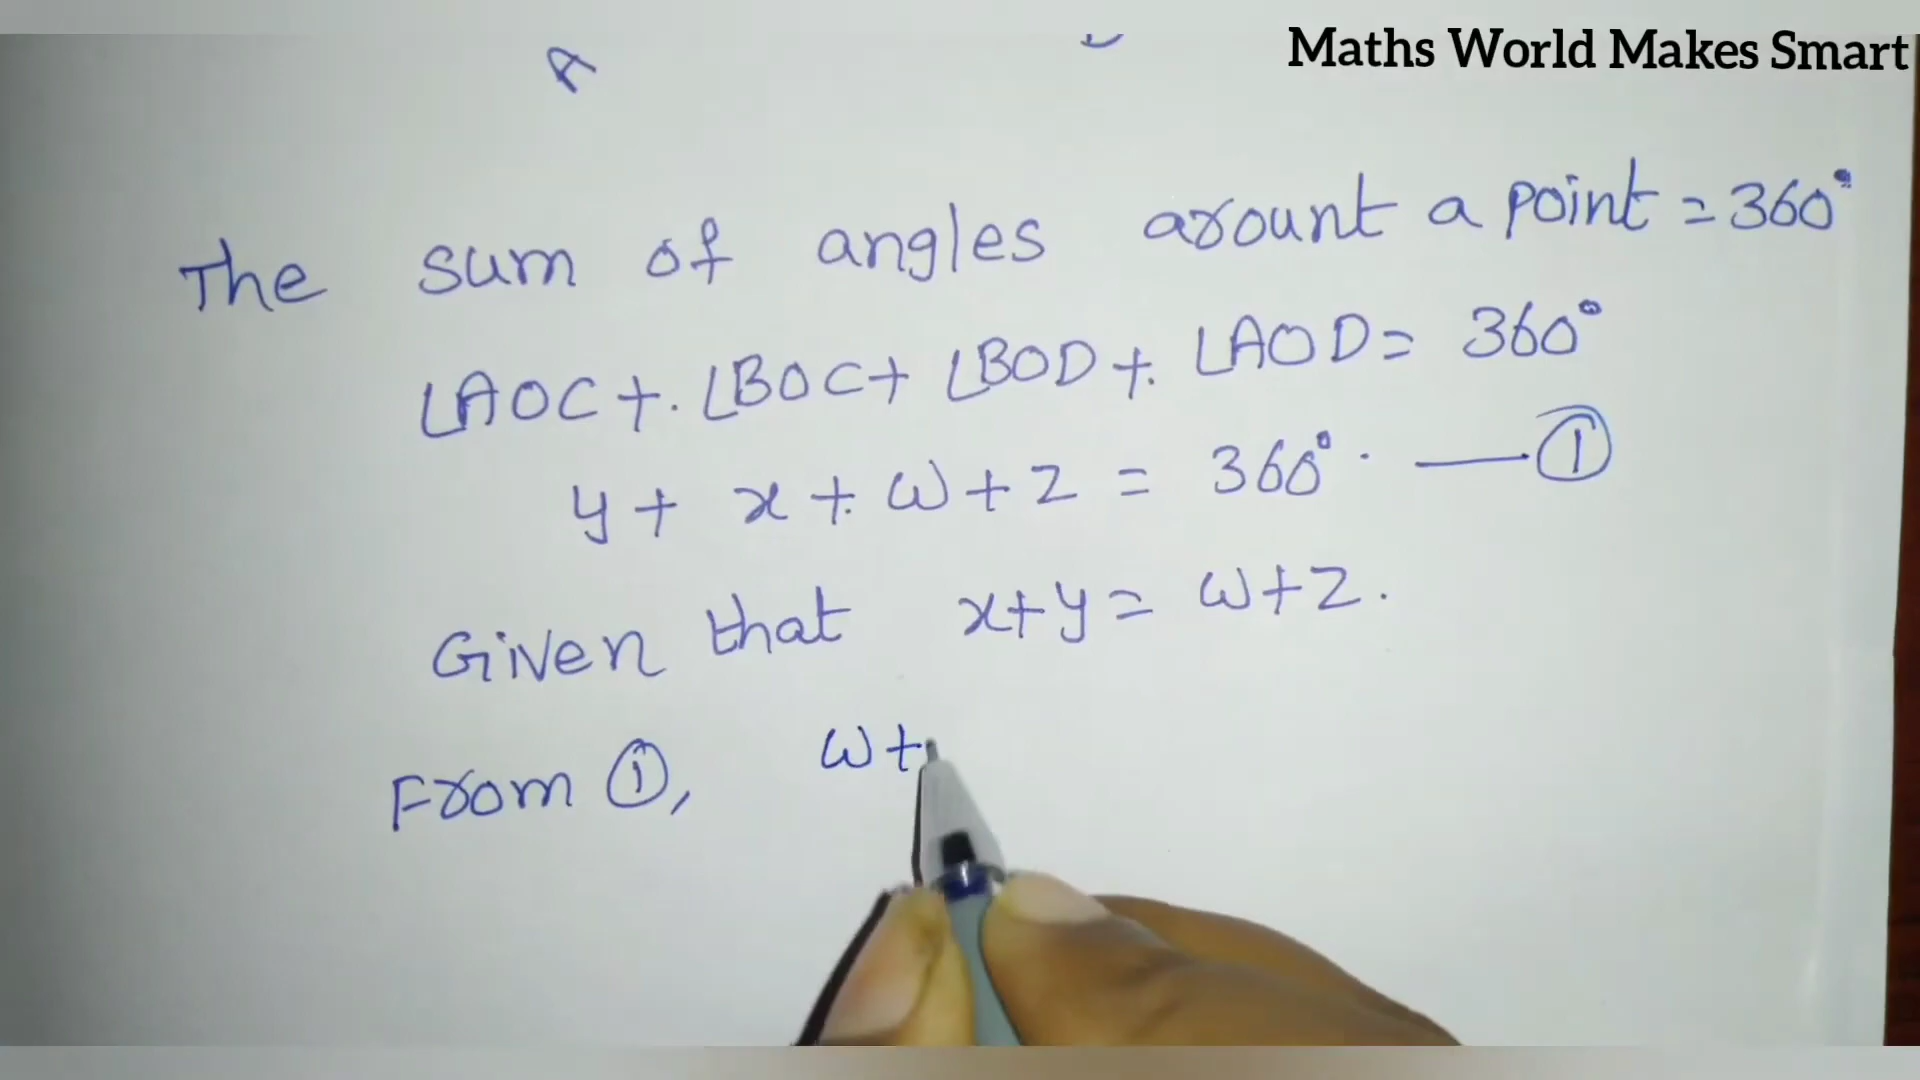 Maths World Makes Smart
A
The sum of angles arount a point = 360°
∠AOC + ∠BOC + ∠BOD + ∠AOD = 360°
y + x + w + z = 360° — ①
Given that x+y = w+z.
From ①, w+